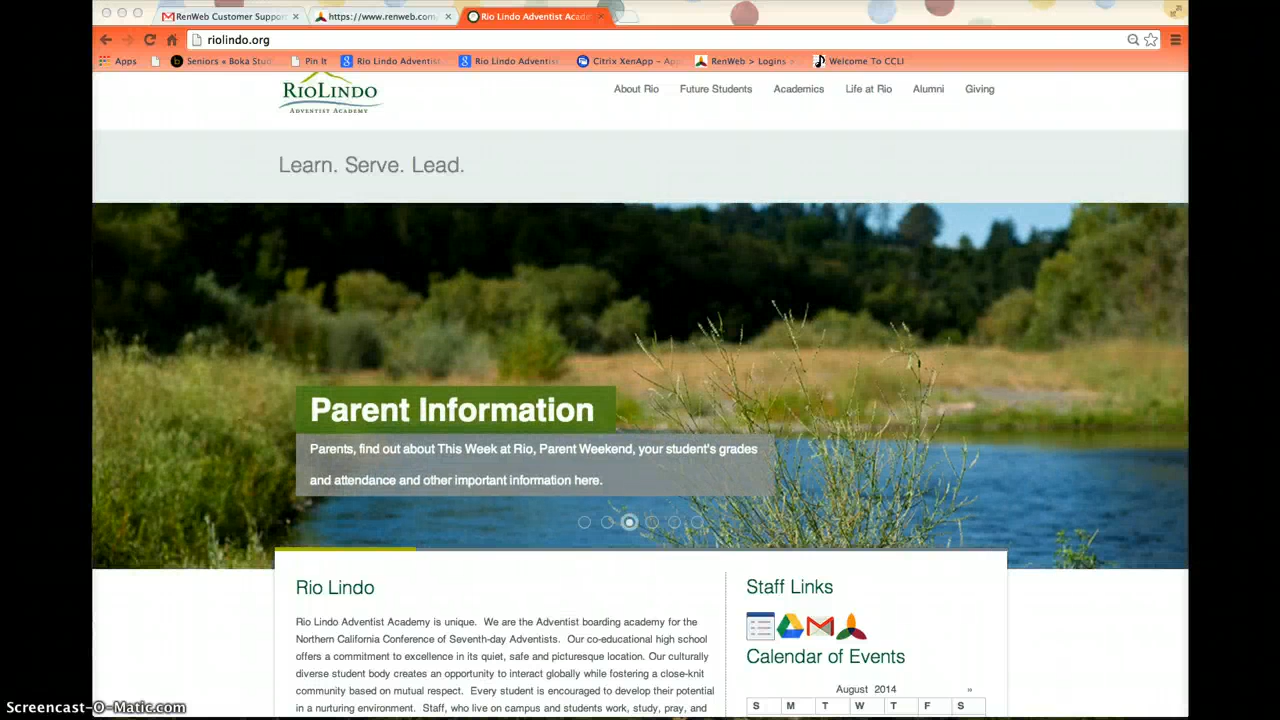 RenWeb Customer Suppor
https://www.renweb.com
Rio Lindo Adventist Acad
riolindo.org
Apps
Seniors « Boka Stud
Pin It
Rio Lindo Adventist
Rio Lindo Adventist
Citrix XenApp - App
RenWeb > Logins >
Welcome To CCLI
RIOLINDO
ADVENTIST ACADEMY
About Rio
Future Students
Academics
Life at Rio
Alumni
Giving
Learn. Serve. Lead.
Parent Information
Parents, find out about This Week at Rio, Parent Weekend, your student's grades
and attendance and other important information here.
Rio Lindo
Rio Lindo Adventist Academy is unique. We are the Adventist boarding academy for the
Northern California Conference of Seventh-day Adventists. Our co-educational high school
offers a commitment to excellence in its quiet, safe and picturesque location. Our culturally
diverse student body creates an opportunity to interact globally while fostering a close-knit
community based on mutual respect. Every student is encouraged to develop their potential
in a nurturing environment. Staff, who live on campus and students work, study, pray, and
Staff Links
Calendar of Events
August 2014 »
S M T W T F S
Screencast-O-Matic.com